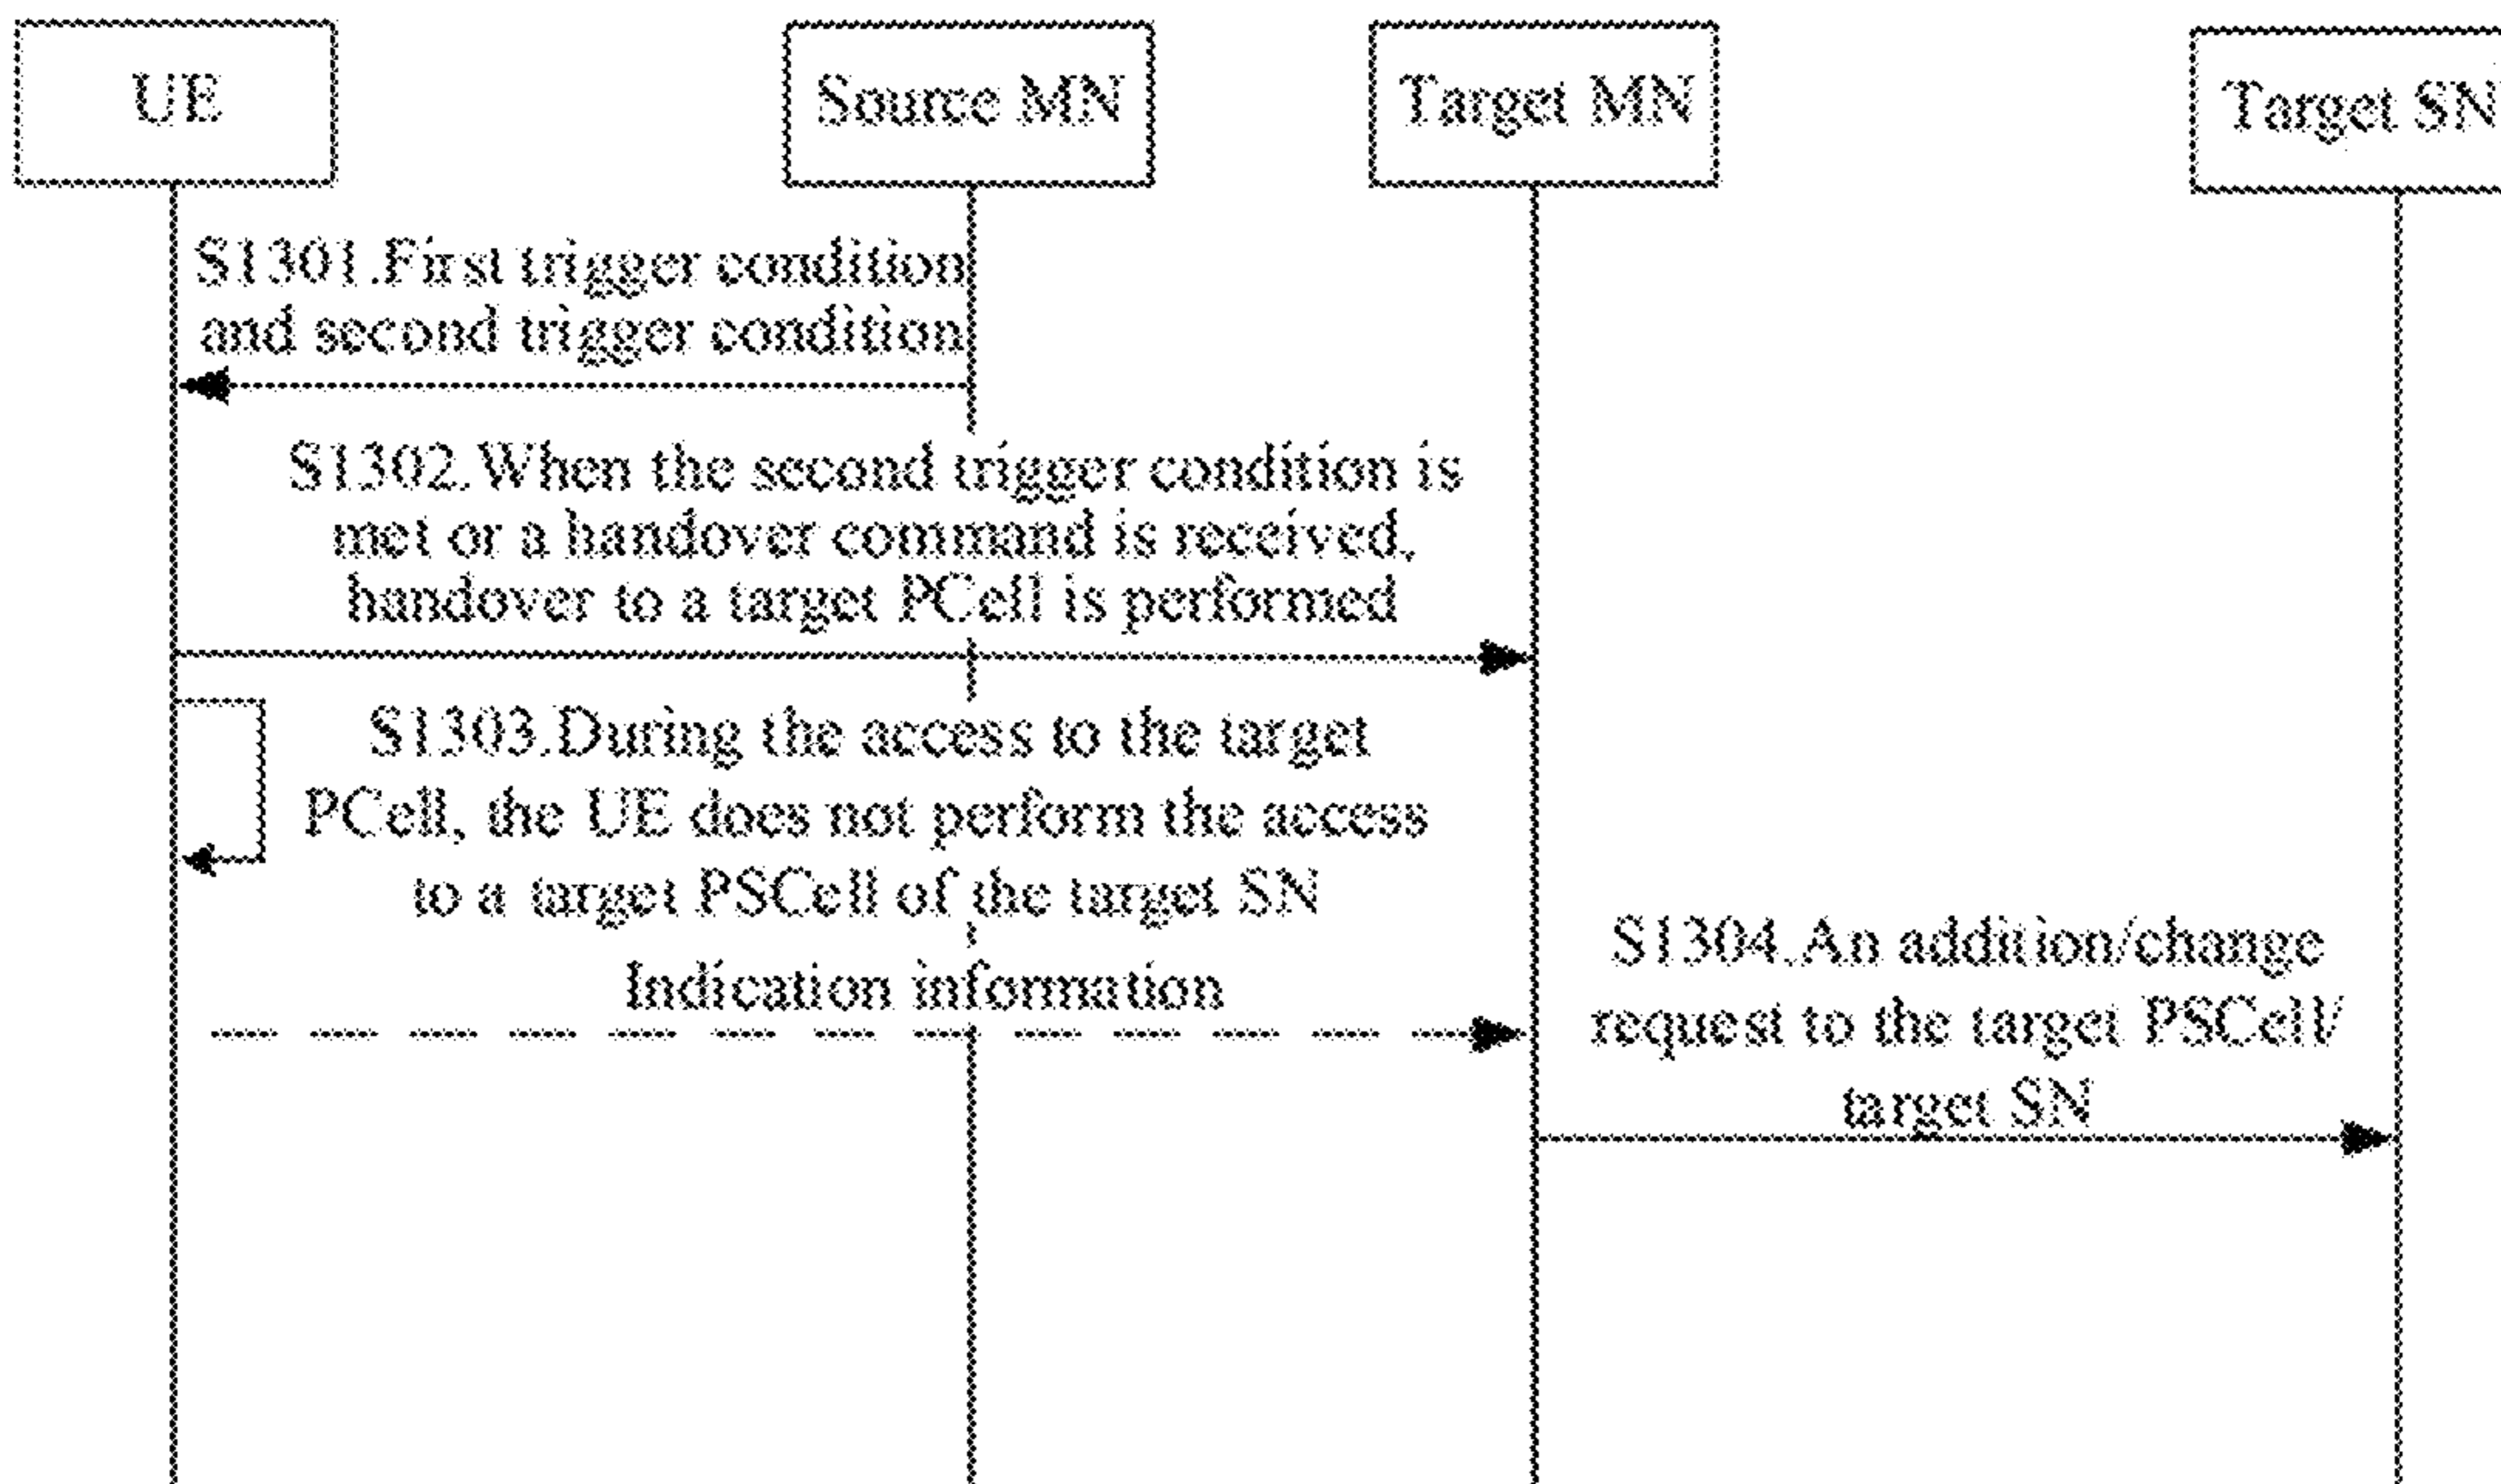 UE
Source MN
Target MN
Target SN
S1301.First trigger condition
and second trigger condition
S1302.When the second trigger condition is
met or a handover command is received,
handover to a target PCell is performed
S1303.During the access to the target
PCell, the UE does not perform the access
to a target PSCell of the target SN
Indication information
S1304.An addition/change
request to the target PSCell/
target SN